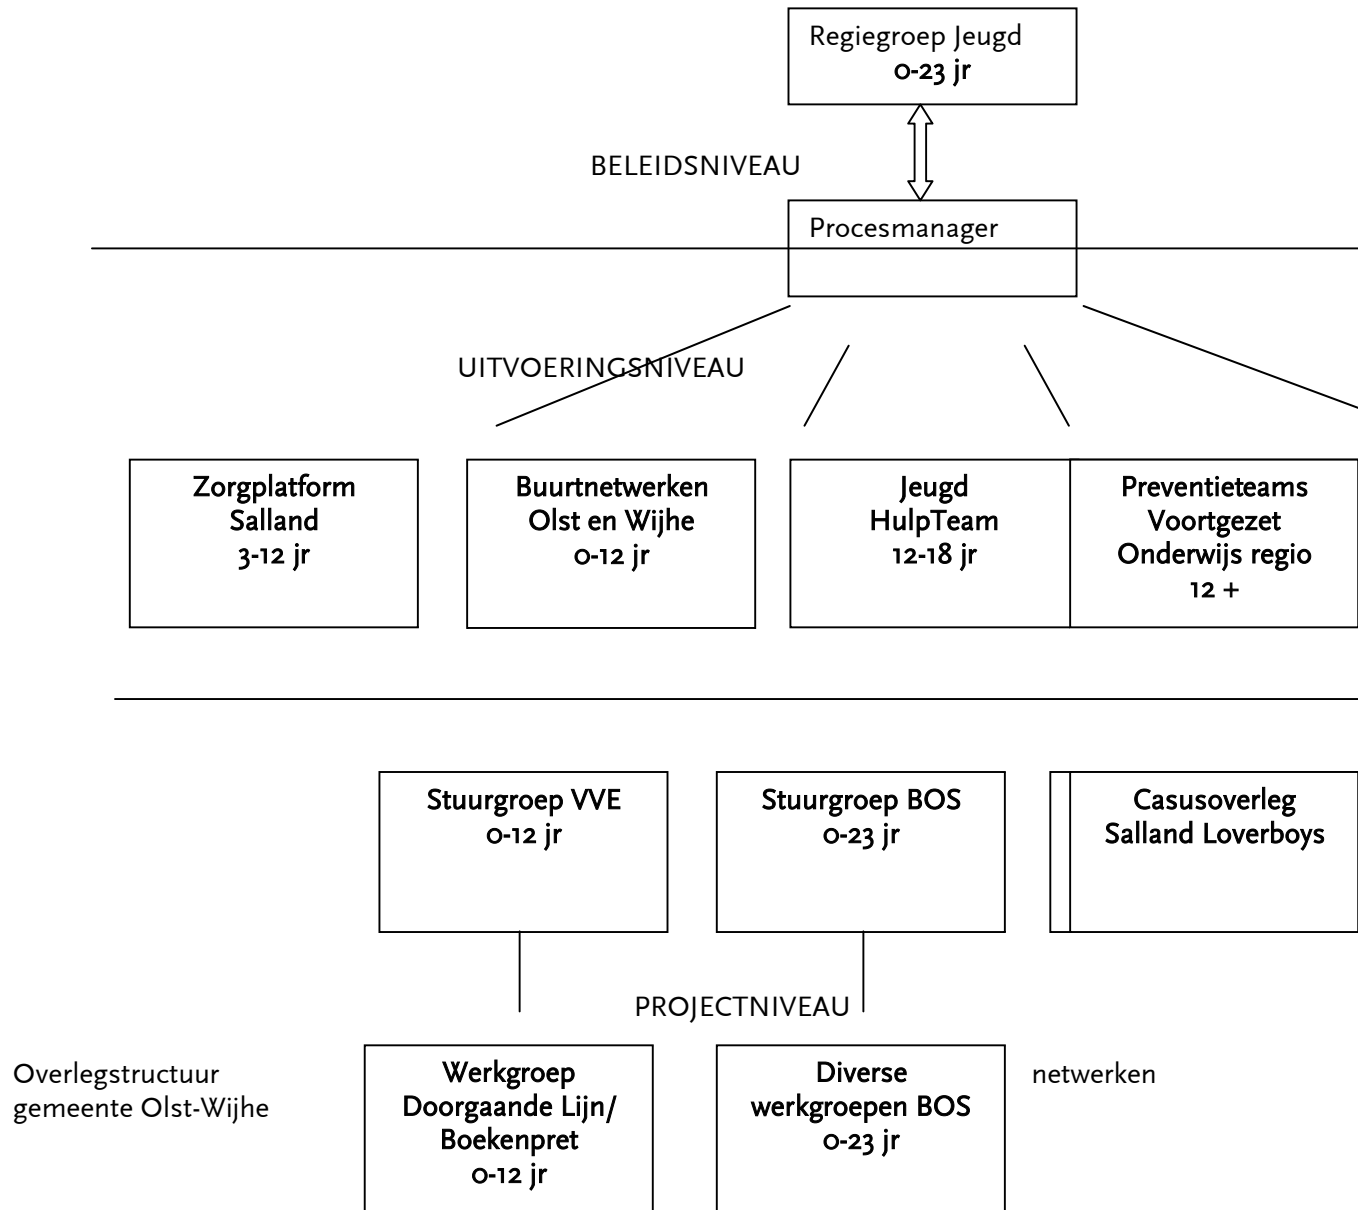 Regiegroep Jeugd
0-23 jr
BELEIDSNIVEAU
Procesmanager
UITVOERINGSNIVEAU
Zorgplatform
Salland
3-12 jr
Buurtnetwerken
Olst en Wijhe
0-12 jr
Jeugd
HulpTeam
12-18 jr
Preventieteams
Voortgezet
Onderwijs regio
12 +
Stuurgroep VVE
0-12 jr
Stuurgroep BOS
0-23 jr
Casusoverleg
Salland Loverboys
PROJECTNIVEAU
Overlegstructuur
gemeente Olst-Wijhe
Werkgroep
Doorgaande Lijn/
Boekenpret
0-12 jr
Diverse
werkgroepen BOS
0-23 jr
netwerken